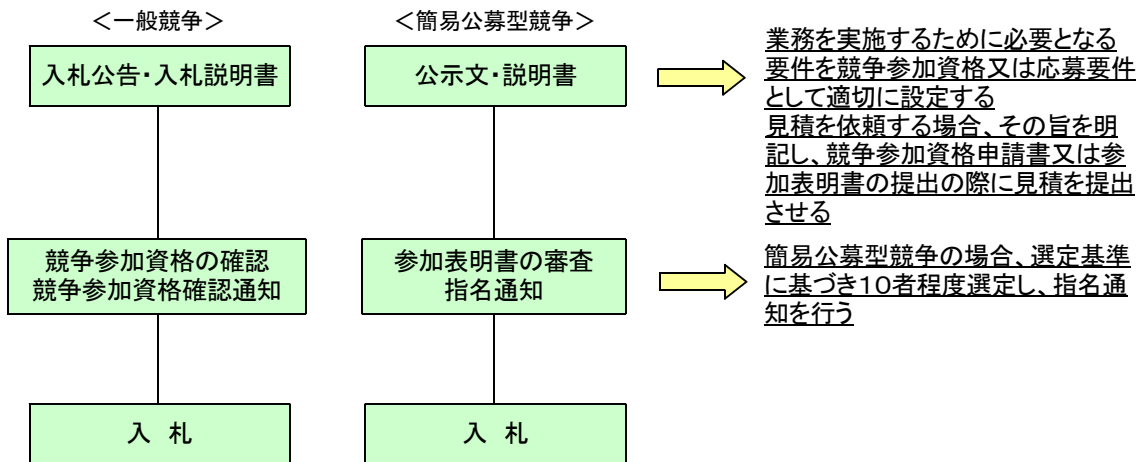 ＜一般競争＞
＜簡易公募型競争＞
入札公告・入札説明書
公示文・説明書
業務を実施するために必要となる
要件を競争参加資格又は応募要件
として適切に設定する
見積を依頼する場合、その旨を明
記し、競争参加資格申請書又は参
加表明書の提出の際に見積を提出
させる
競争参加資格の確認
競争参加資格確認通知
参加表明書の審査
指名通知
簡易公募型競争の場合、選定基準
に基づき１０者程度選定し、指名通
知を行う
入　札
入　札